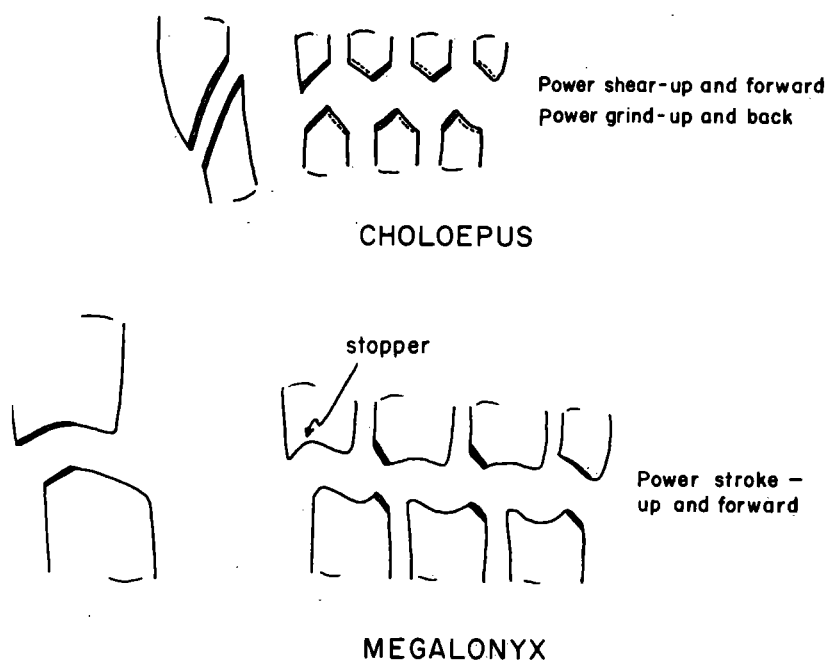 Power shear-up and forward
Power grind-up and back
CHOLOEPUS
stopper
Power stroke –
up and forward
MEGALONYX